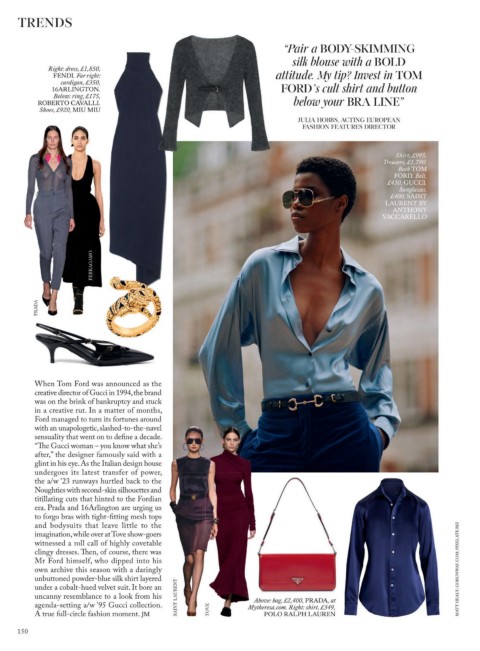 TRENDS
Right: dress, £1,850,
FENDI. Far right:
cardigan, £350,
16ARLINGTON.
Below: ring, £175,
ROBERTO CAVALLI.
Shoes, £920, MIU MIU
“Pair a BODY-SKIMMING
silk blouse with a BOLD
attitude. My tip? Invest in TOM
FORD’s cult shirt and button
below your BRA LINE”
JULIA HOBBS, ACTING EUROPEAN
FASHION FEATURES DIRECTOR
Trousers, £1,790.
Both TOM
FORD. Belt,
£430, GUCCI.
Sunglasses,
SAINT
LAURENT BY
ANTHONY
VACCARELLO
FERRAGAMO
PRADA
When Tom Ford was announced as the
creative director of Gucci in 1994, the brand
was on the brink of bankruptcy and stuck
in a creative rut. In a matter of months,
Ford managed to turn its fortunes around
with an unapologetic, slashed-to-the-navel
sensuality that went on to define a decade.
“The Gucci woman – you know what she’s
after,” the designer famously said with a
glint in his eye. As the Italian design house
undergoes its latest transfer of power,
the a/w ’23 runways hurtled back to the
Noughties with second-skin silhouettes and
titillating cuts that hinted to the Fordian
era. Prada and 16Arlington are urging us
to forgo bras with tight-fitting mesh tops
and bodysuits that leave little to the
imagination, while over at Tove show-goers
witnessed a roll call of highly covetable
clingy dresses. Then, of course, there was
Mr Ford himself, who dipped into his
own archive this season with a daringly
unbuttoned powder-blue silk shirt layered
under a cobalt-hued velvet suit. It bore an
uncanny resemblance to a look from his
agenda-setting a/w ’95 Gucci collection.
A true full-circle fashion moment. JM
SAINT LAURENT
TOVE
Above: bag, £2,400, PRADA, at
Mytheresa.com. Right: shirt, £349,
POLO RALPH LAUREN
150